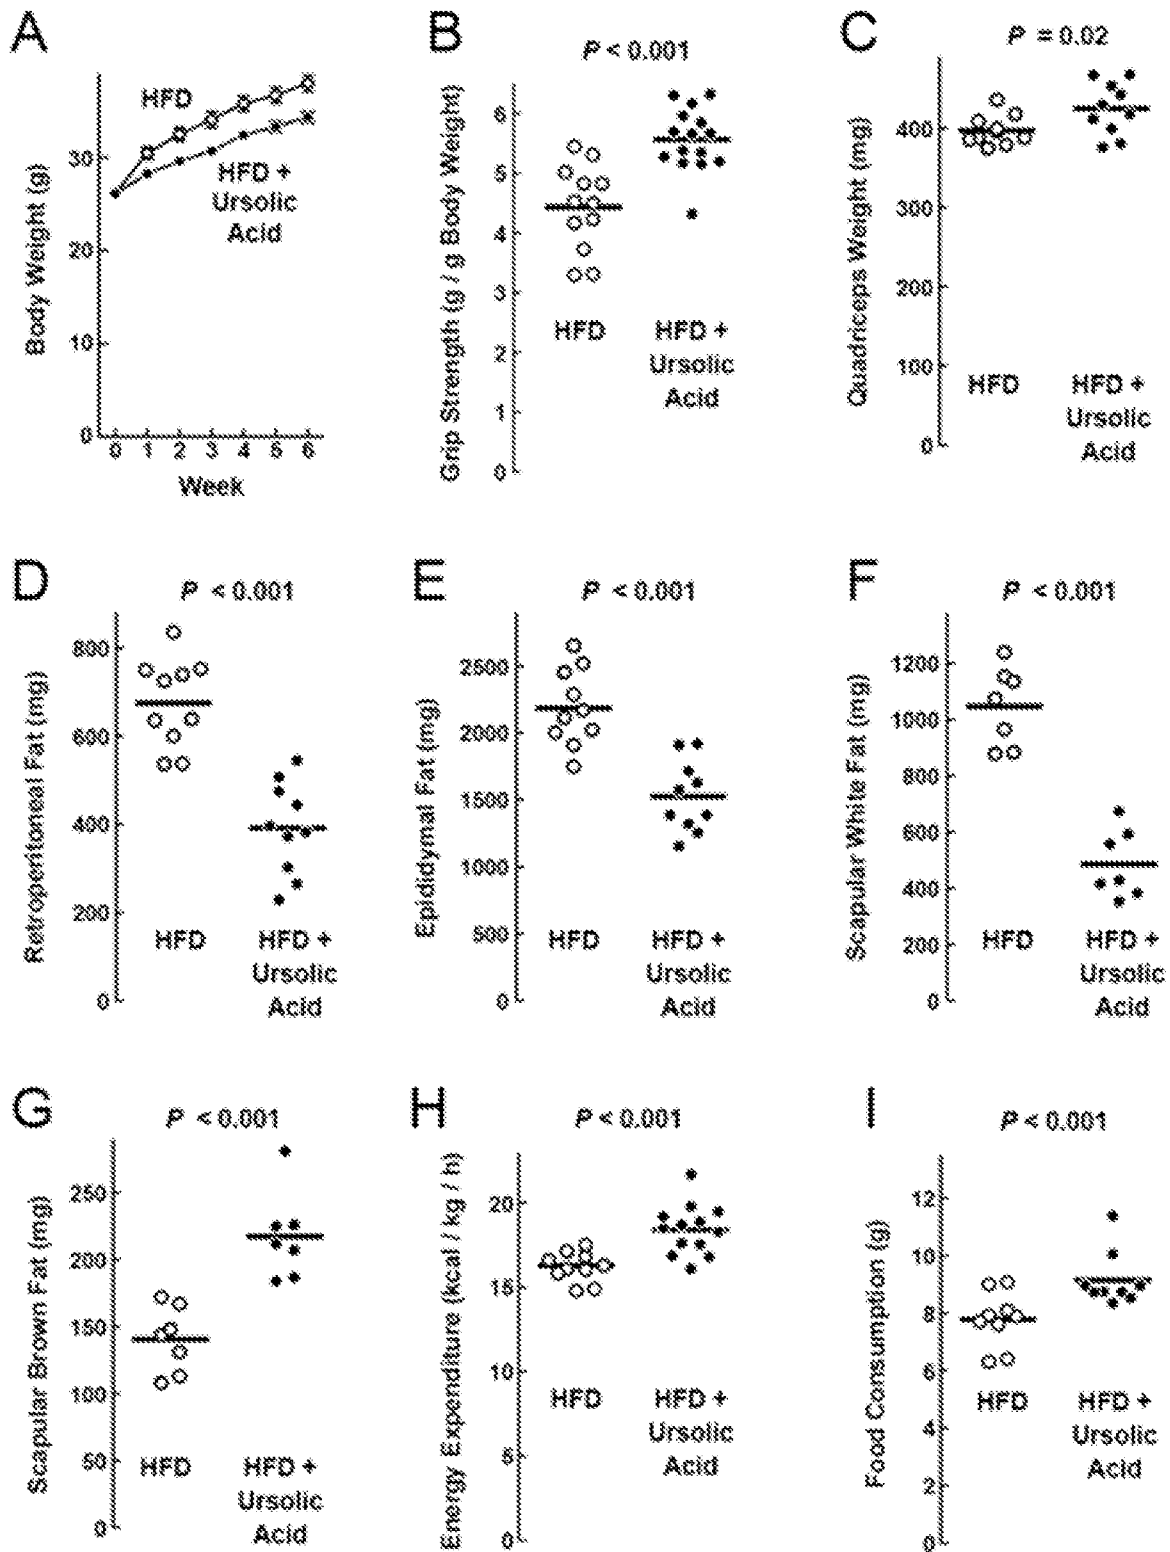 A
Body Weight (g)
30
20
10
0
HFD
HFD +
Ursolic
Acid
0 1 2 3 4 5 6
Week
B
P < 0.001
Grip Strength (g / g Body Weight)
6
5
4
3
2
1
0
HFD
HFD +
Ursolic
Acid
C
P = 0.02
Quadriceps Weight (mg)
400
300
200
100
0
HFD
HFD +
Ursolic
Acid
D
P < 0.001
Retroperitoneal Fat (mg)
800
600
400
200
0
HFD
HFD +
Ursolic
Acid
E
P < 0.001
Epididymal Fat (mg)
2500
2000
1500
1000
500
0
HFD
HFD +
Ursolic
Acid
F
P < 0.001
Scapular White Fat (mg)
1200
1000
800
600
400
200
0
HFD
HFD +
Ursolic
Acid
G
P < 0.001
Scapular Brown Fat (mg)
250
200
150
100
50
0
HFD
HFD +
Ursolic
Acid
H
P < 0.001
Energy Expenditure (kcal / kg / h)
20
15
10
5
0
HFD
HFD +
Ursolic
Acid
I
P < 0.001
Food Consumption (g)
12
10
8
6
4
2
0
HFD
HFD +
Ursolic
Acid